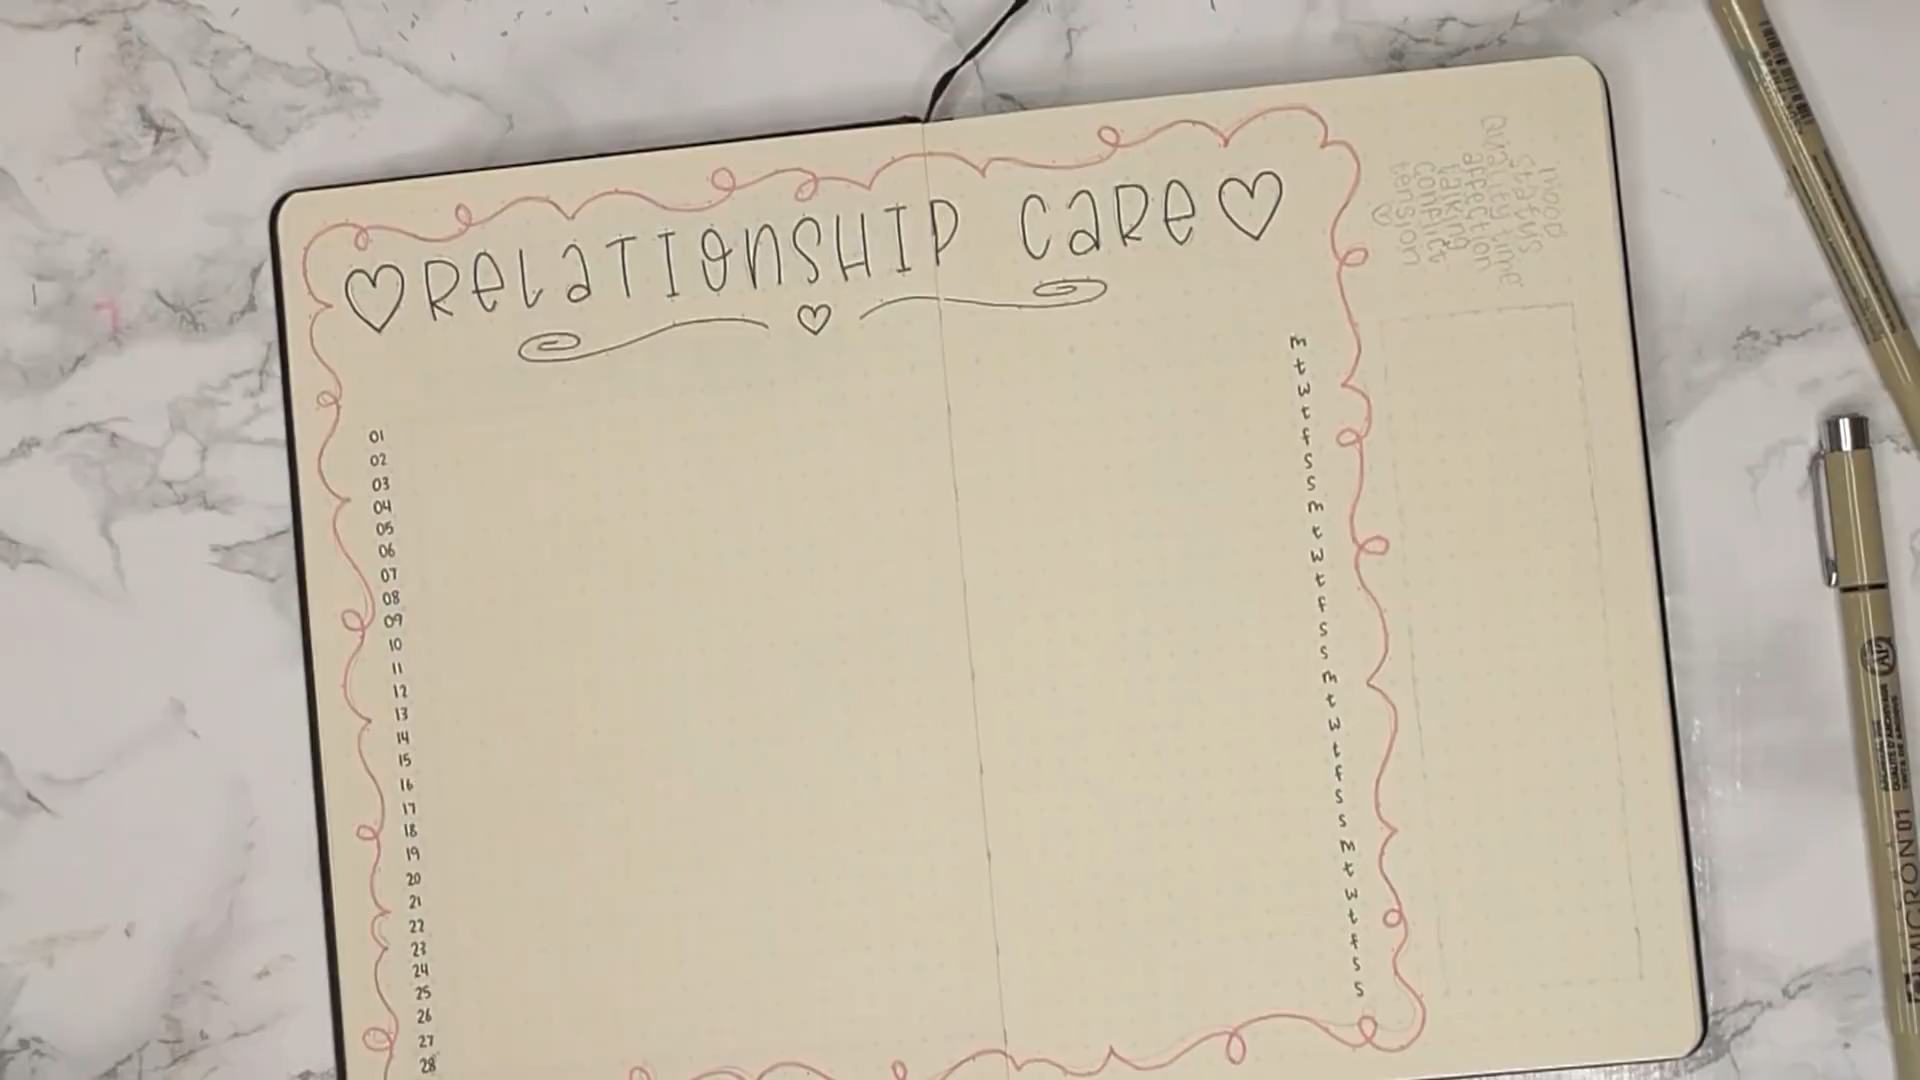 ♡ RELATIONSHIP CARE ♡
01
02
03
04
05
06
07
08
09
10
11
12
13
14
15
16
17
18
19
20
21
22
23
24
25
26
27
28
m
t
w
t
f
s
s
m
t
w
t
f
s
s
m
t
w
t
f
s
s
m
t
w
t
f
s
s
mood
status
quality time
affection
talking
conflict
tension
MICRON 01